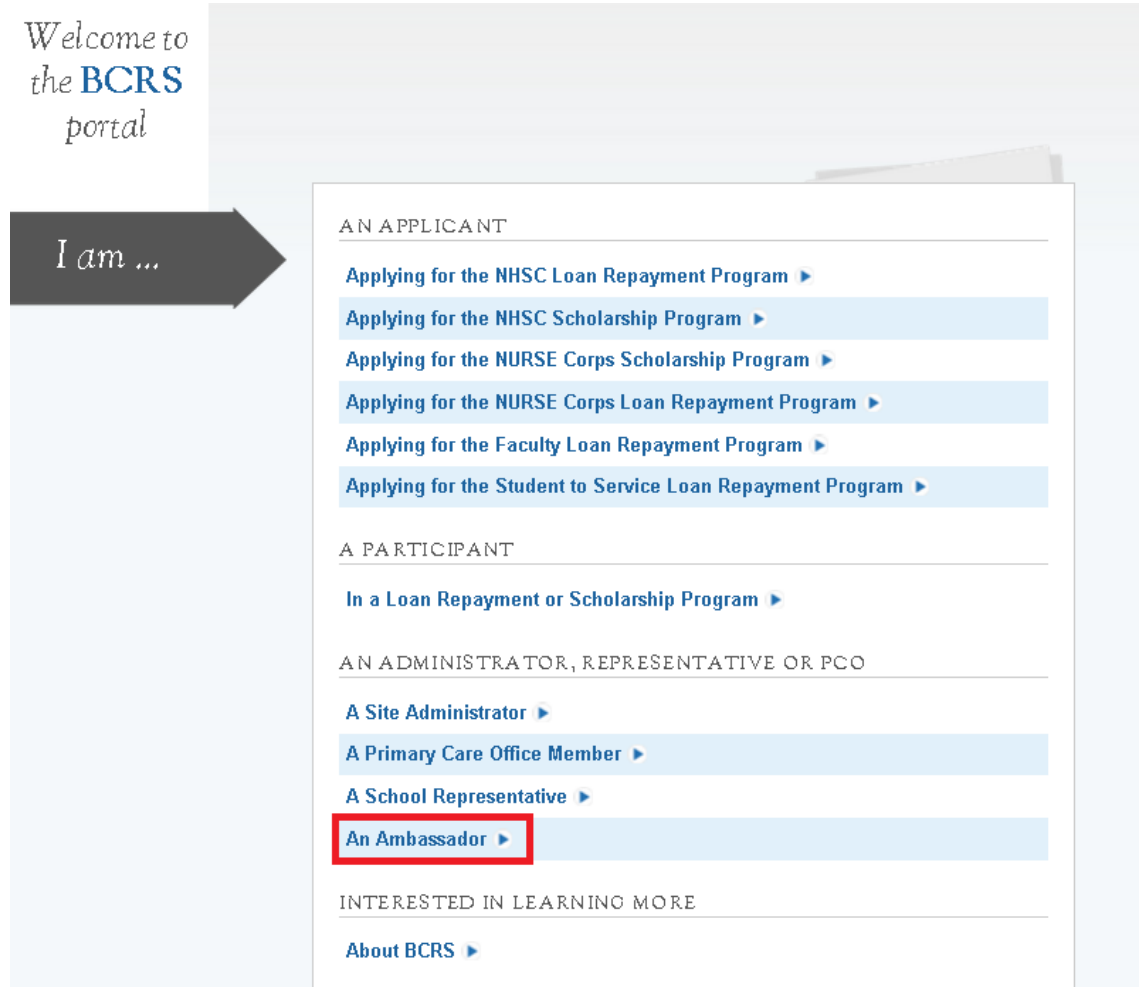 Welcome to
the BCRS
portal
I am ...
AN APPLICANT
Applying for the NHSC Loan Repayment Program
Applying for the NHSC Scholarship Program
Applying for the NURSE Corps Scholarship Program
Applying for the NURSE Corps Loan Repayment Program
Applying for the Faculty Loan Repayment Program
Applying for the Student to Service Loan Repayment Program
A PARTICIPANT
In a Loan Repayment or Scholarship Program
AN ADMINISTRATOR, REPRESENTATIVE OR PCO
A Site Administrator
A Primary Care Office Member
A School Representative
An Ambassador
INTERESTED IN LEARNING MORE
About BCRS